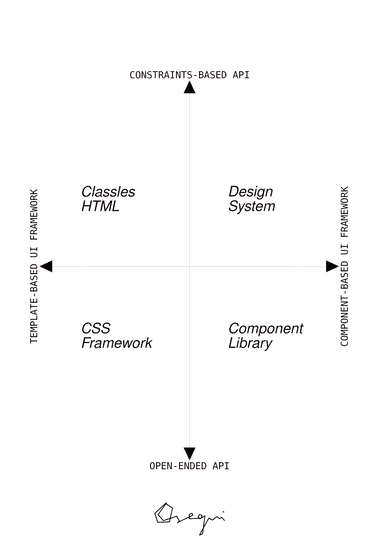 CONSTRAINTS-BASED API
Classles
HTML
Design
System
TEMPLATE-BASED UI FRAMEWORK
COMPONENT-BASED UI FRAMEWORK
CSS
Framework
Component
Library
OPEN-ENDED API